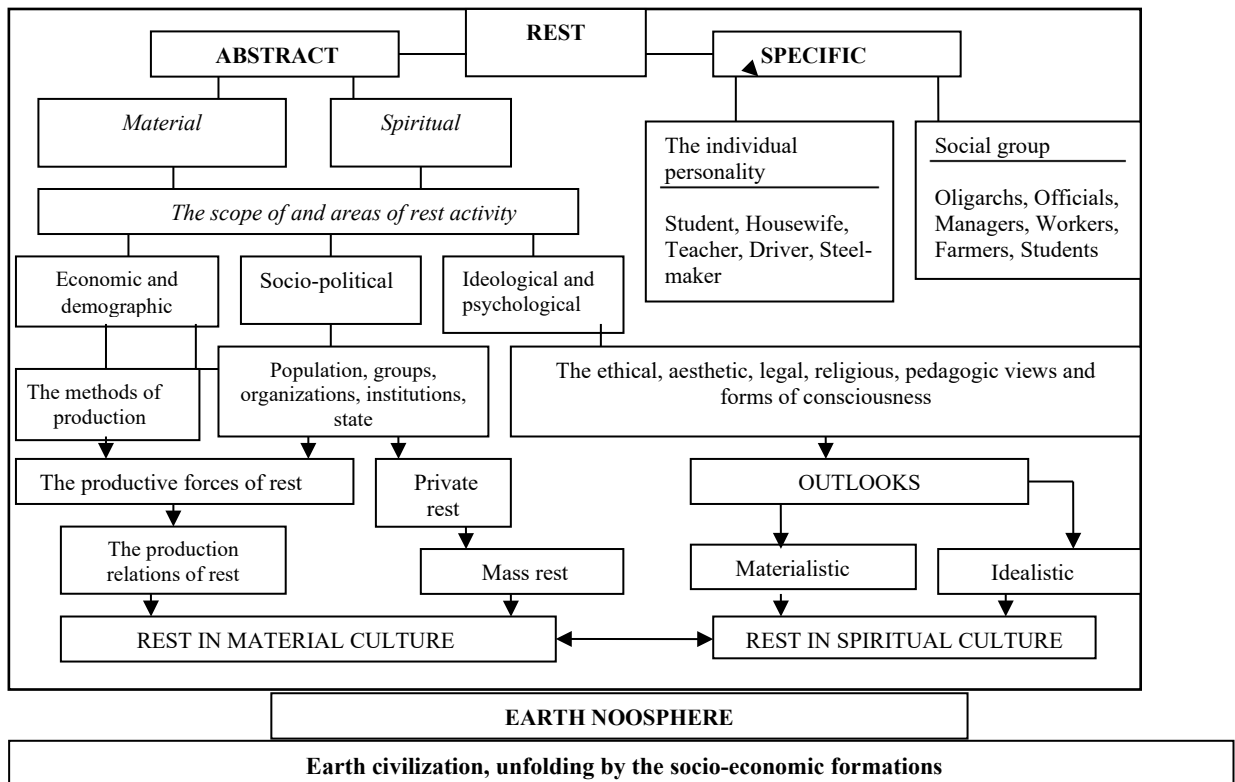 REST
ABSTRACT
SPECIFIC
Material
Spiritual
The individual
personality
Student, Housewife,
Teacher, Driver, Steel-
maker
Social group
Oligarchs, Officials,
Managers, Workers,
Farmers, Students
The scope of and areas of rest activity
Economic and
demographic
Socio-political
Ideological and
psychological
The methods of
production
Population, groups,
organizations, institutions,
state
The ethical, aesthetic, legal, religious, pedagogic views and
forms of consciousness
The productive forces of rest
Private
rest
OUTLOOKS
The production
relations of rest
Mass rest
Materialistic
Idealistic
REST IN MATERIAL CULTURE
REST IN SPIRITUAL CULTURE
EARTH NOOSPHERE
Earth civilization, unfolding by the socio-economic formations